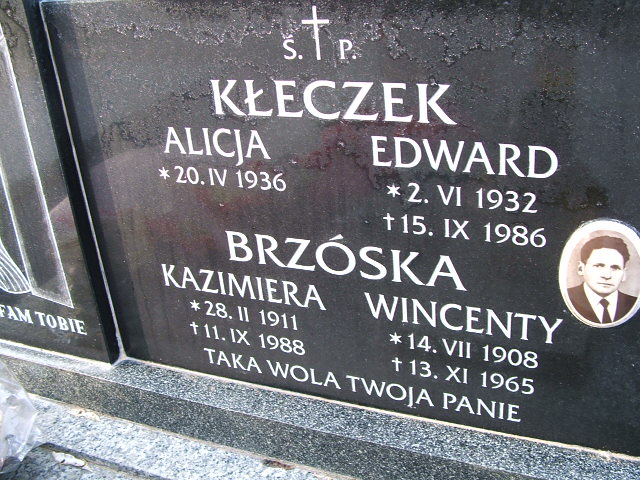 Ś. P.
KŁECZEK
ALICJA
* 20. IV 1936
EDWARD
* 2. VI 1932
† 15. IX 1986
BRZÓSKA
KAZIMIERA
* 28. II 1911
† 11. IX 1988
WINCENTY
* 14. VII 1908
† 13. XI 1965
TAKA WOLA TWOJA PANIE
FAM TOBIE